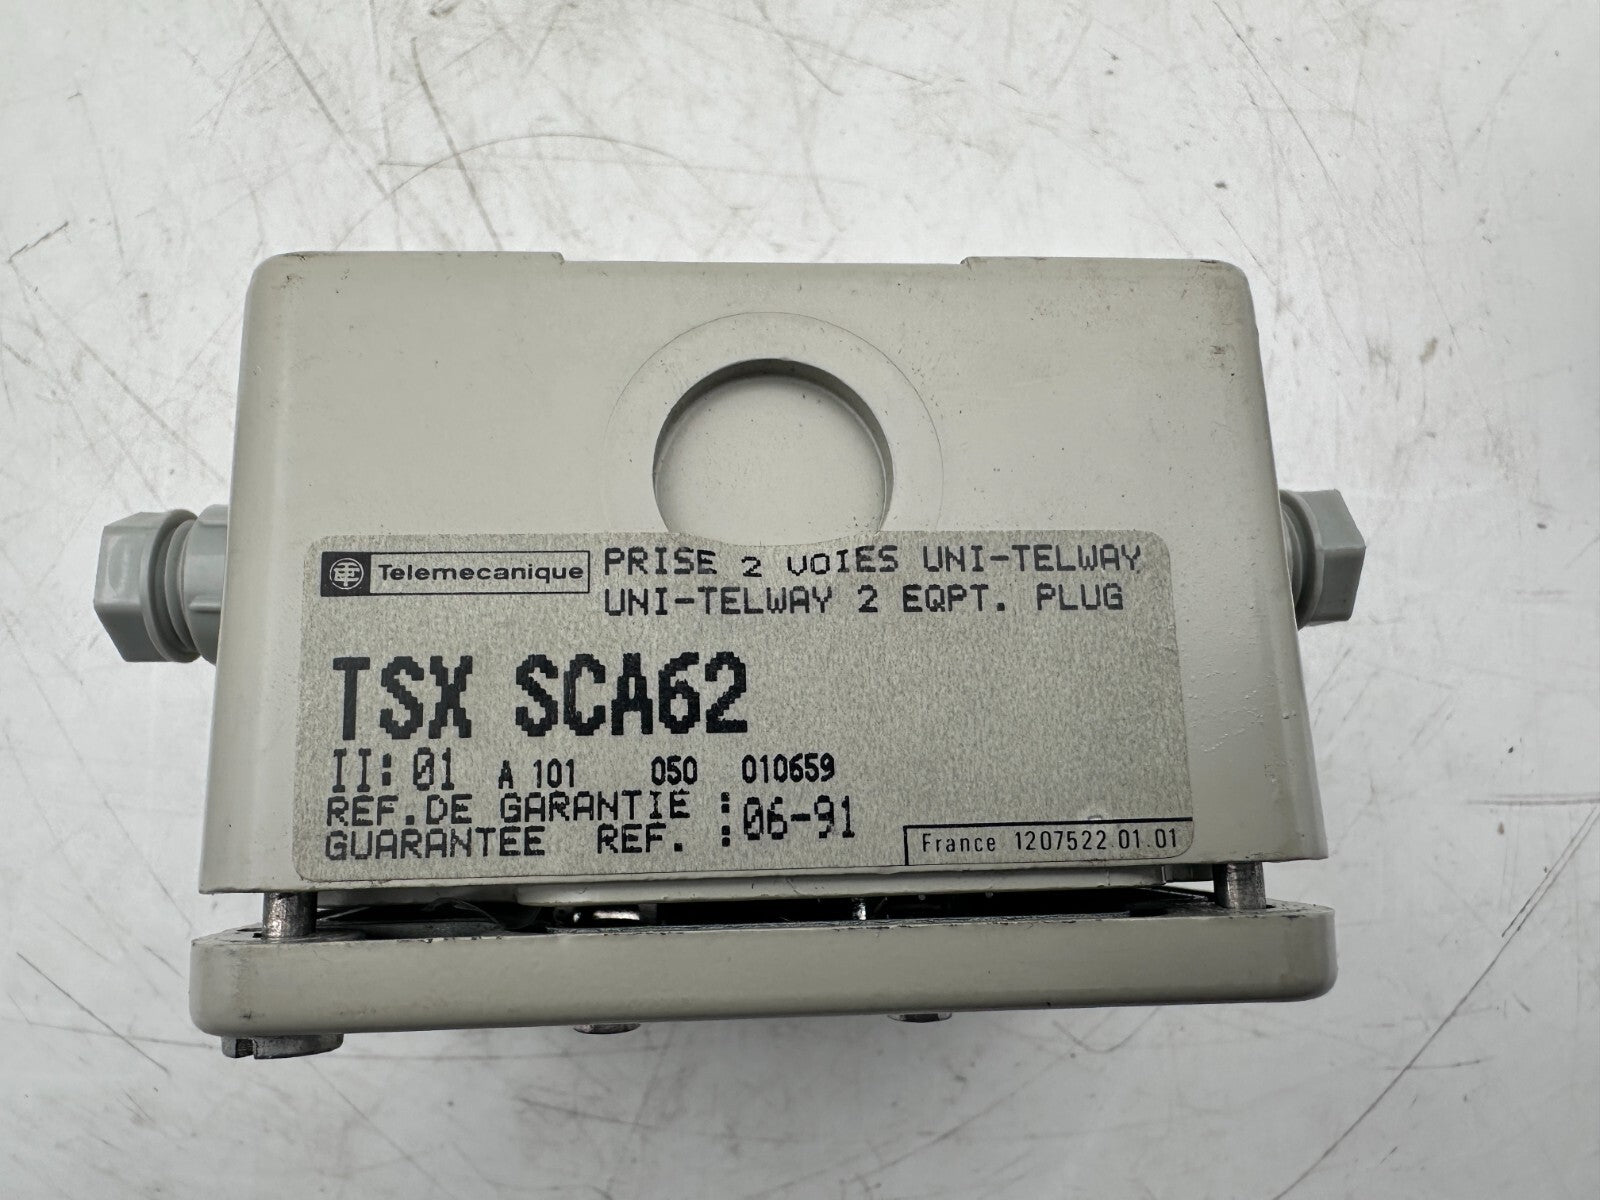 Telemecanique
PRISE 2 VOIES UNI-TELWAY
UNI-TELWAY 2 EQPT. PLUG
TSX SCA62
II: 01 A 101 050 010659
REF.DE GARANTIE :
GUARANTEE REF. : 06-91
France 1207522.01.01